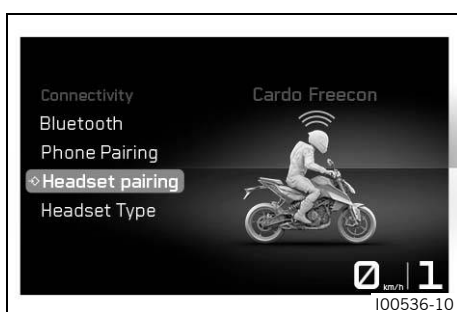 Connectivity
Cardo Freecon
Bluetooth
Phone Pairing
Headset pairing
Headset Type
0 km/h 1
I00536-10